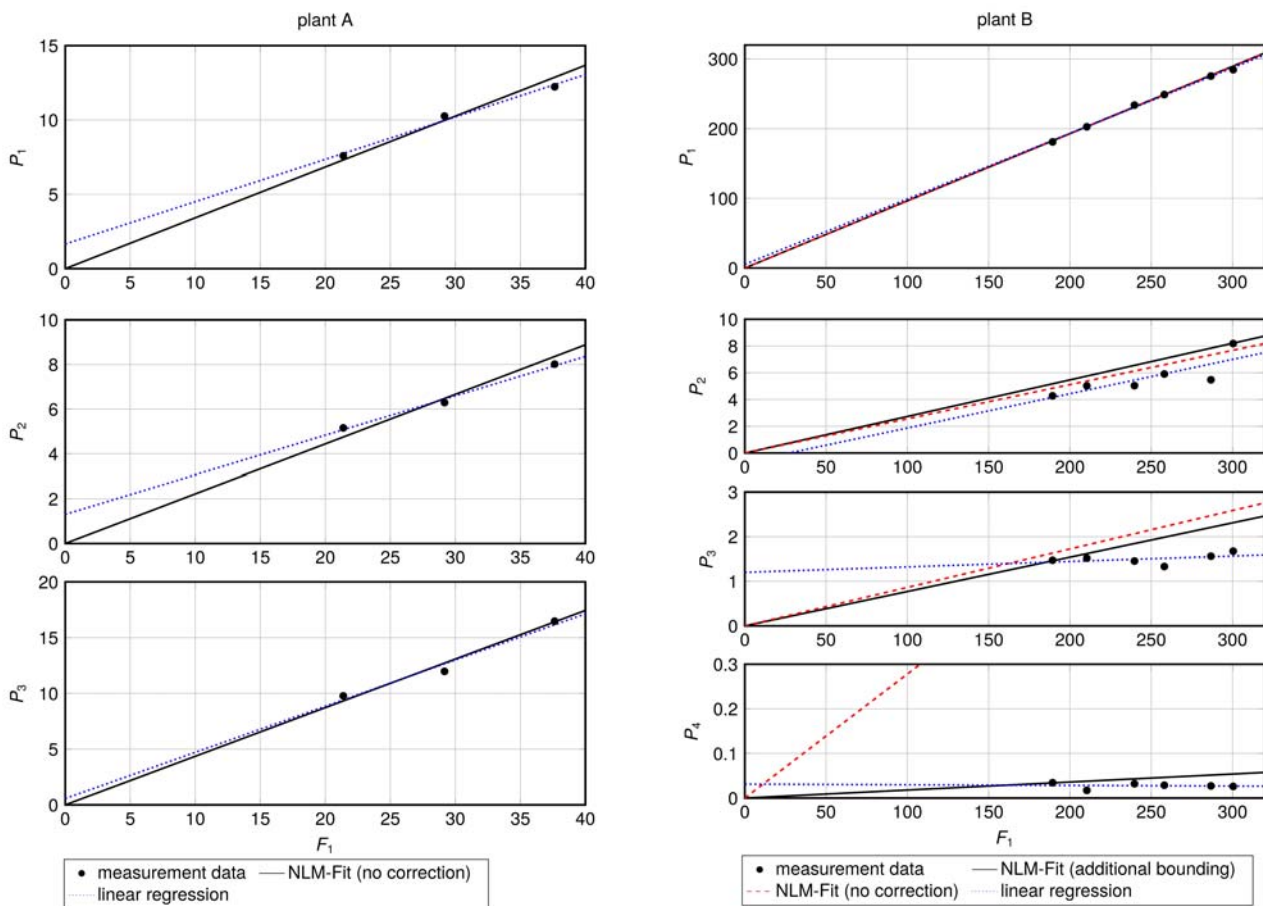 plant A
15
10
5
0
P1
0 5 10 15 20 25 30 35 40
10
8
6
4
2
0
P2
0 5 10 15 20 25 30 35 40
20
15
10
5
0
P3
0 5 10 15 20 25 30 35 40
F1
measurement data
NLM-Fit (no correction)
linear regression
plant B
300
200
100
0
P1
0 50 100 150 200 250 300
8
6
4
2
0
P2
0 50 100 150 200 250 300
3
2
1
0
P3
0 50 100 150 200 250 300
0.3
0.2
0.1
0
P4
0 50 100 150 200 250 300
F1
measurement data
NLM-Fit (additional bounding)
NLM-Fit (no correction)
linear regression